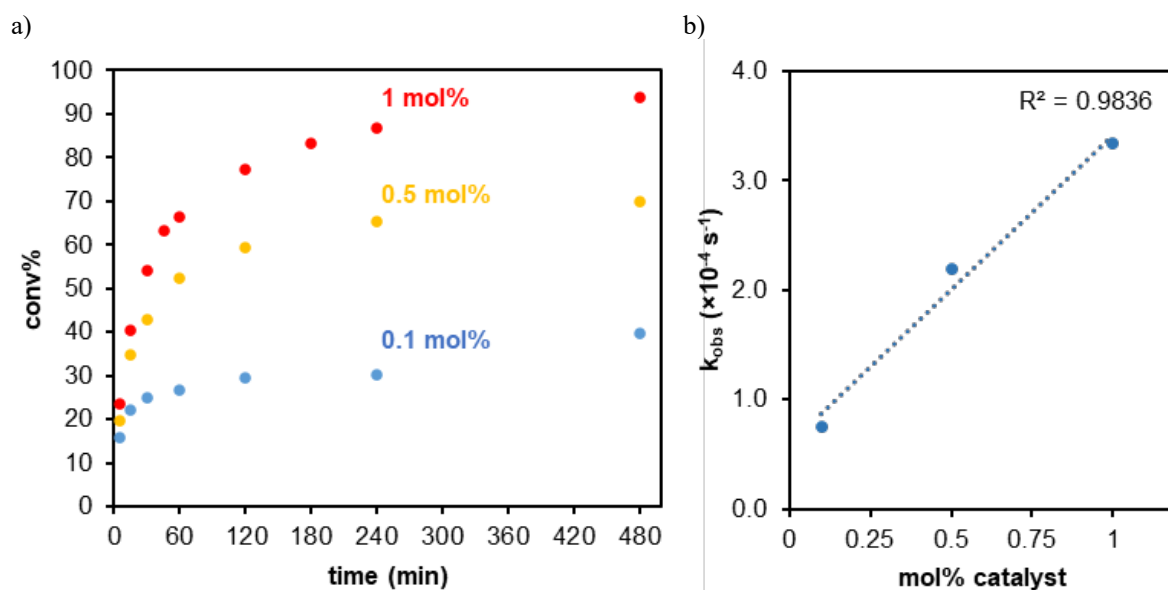 a)
100
90
80
70
60
50
40
30
20
10
0
conv%
1 mol%
0.5 mol%
0.1 mol%
0 60 120 180 240 300 360 420 480
time (min)
b)
4.0
3.0
2.0
1.0
0.0
k_obs (×10⁻⁴ s⁻¹)
R² = 0.9836
0 0.25 0.5 0.75 1
mol% catalyst